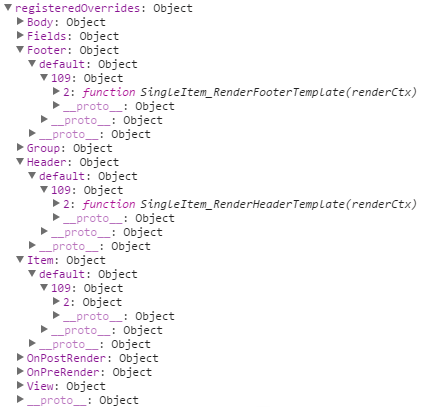 registeredOverrides: Object
Body: Object
Fields: Object
Footer: Object
default: Object
109: Object
2: function SingleItem_RenderFooterTemplate(renderCtx)
__proto__: Object
__proto__: Object
__proto__: Object
Group: Object
Header: Object
default: Object
109: Object
2: function SingleItem_RenderHeaderTemplate(renderCtx)
__proto__: Object
__proto__: Object
__proto__: Object
Item: Object
default: Object
109: Object
2: Object
__proto__: Object
__proto__: Object
__proto__: Object
OnPostRender: Object
OnPreRender: Object
View: Object
__proto__: Object